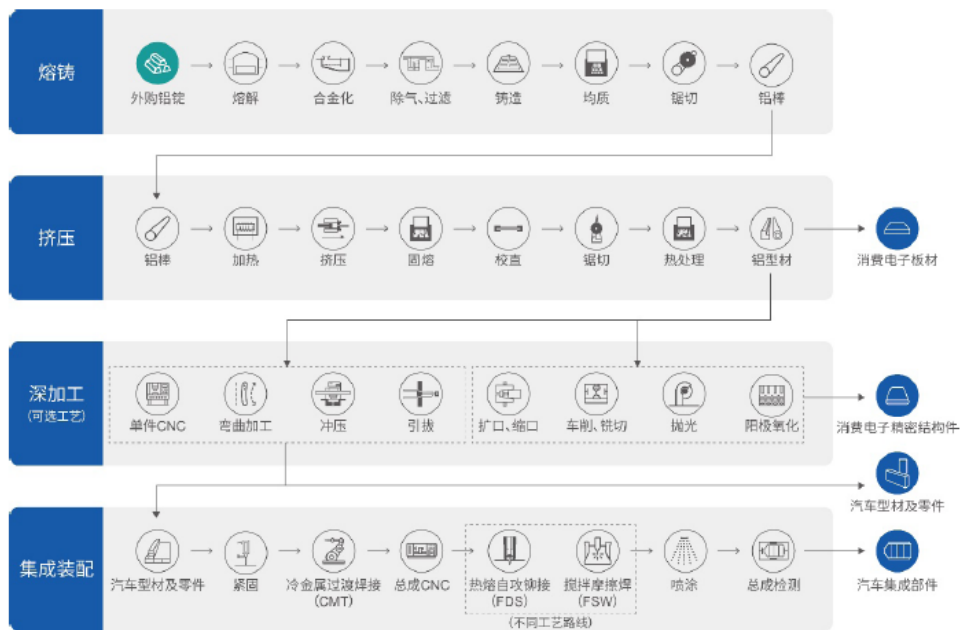 熔铸
外购铝锭
熔解
合金化
除气、过滤
铸造
均质
锯切
铝棒
挤压
铝棒
加热
挤压
固熔
校直
锯切
热处理
铝型材
消费电子板材
深加工
(可选工艺)
单件CNC
弯曲加工
冲压
引拔
扩口、缩口
车削、铣切
抛光
阳极氧化
消费电子精密结构件
汽车型材及零件
集成装配
汽车型材及零件
紧固
冷金属过渡焊接
(CMT)
总成CNC
热熔自攻铆接
(FDS)
搅拌摩擦焊
(FSW)
(不同工艺路线)
喷涂
总成检测
汽车集成部件